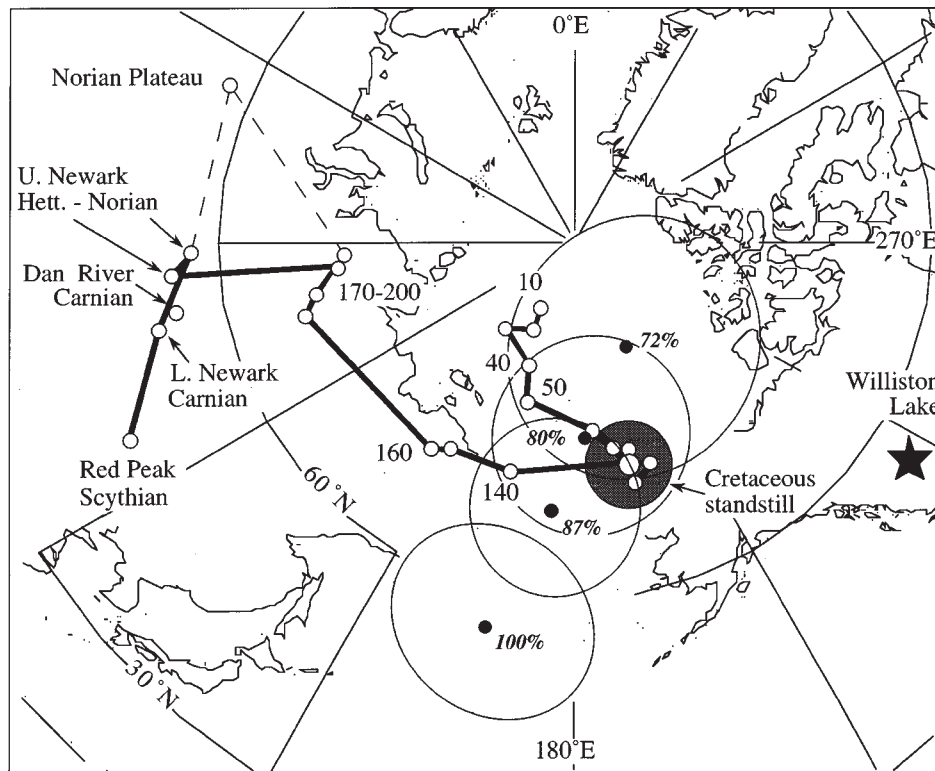 0°E
Norian Plateau
U. Newark
Hett. - Norian
270°E
Dan River
Carnian
10
170-200
72%
40
L. Newark
Carnian
50
Williston
Lake
80%
160
Red Peak
Scythian
60°N
140
Cretaceous
standstill
87%
100%
30°N
180°E